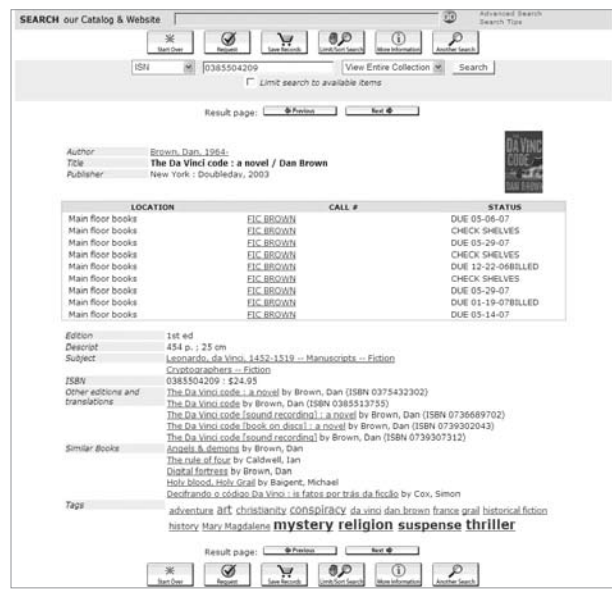 SEARCH our Catalog & Website GO Advanced Search
Search Tips
Start Over Request Save Records Limit/Sort Search More Information Another Search
ISN 0385504209 View Entire Collection Search
Limit search to available items
Result page: Previous Next
Author Brown, Dan, 1964-
Title The Da Vinci code : a novel / Dan Brown
Publisher New York : Doubleday, 2003
THE DA VINCI CODE DAN BROWN
LOCATION CALL # STATUS
Main floor books FIC BROWN DUE 05-06-07
Main floor books FIC BROWN CHECK SHELVES
Main floor books FIC BROWN DUE 05-29-07
Main floor books FIC BROWN CHECK SHELVES
Main floor books FIC BROWN DUE 12-22-06BILLED
Main floor books FIC BROWN CHECK SHELVES
Main floor books FIC BROWN DUE 05-29-07
Main floor books FIC BROWN DUE 01-19-07BILLED
Main floor books FIC BROWN DUE 05-14-07
Edition 1st ed
Descript 454 p. ; 25 cm
Subject Leonardo, da Vinci, 1452-1519 -- Manuscripts -- Fiction
Cryptographers -- Fiction
ISBN 0385504209 : $24.95
Other editions and The Da Vinci code : a novel by Brown, Dan (ISBN 0375432302)
translations The Da Vinci code by Brown, Dan (ISBN 0385513755)
The Da Vinci code [sound recording] : a novel by Brown, Dan (ISBN 0736689702)
The Da Vinci code [book on discs] : a novel by Brown, Dan (ISBN 0739302043)
The Da Vinci code [sound recording] by Brown, Dan (ISBN 0739307312)
Similar Books Angels & demons by Brown, Dan
The rule of four by Caldwell, Ian
Digital fortress by Brown, Dan
Holy blood, Holy Grail by Baigent, Michael
Decifrando o código Da Vinci : is fatos por trás da ficção by Cox, Simon
Tags adventure art christianity conspiracy da vinci dan brown france grail historical fiction
history Mary Magdalene mystery religion suspense thriller
Result page: Previous Next
Start Over Request Save Records Limit/Sort Search More Information Another Search